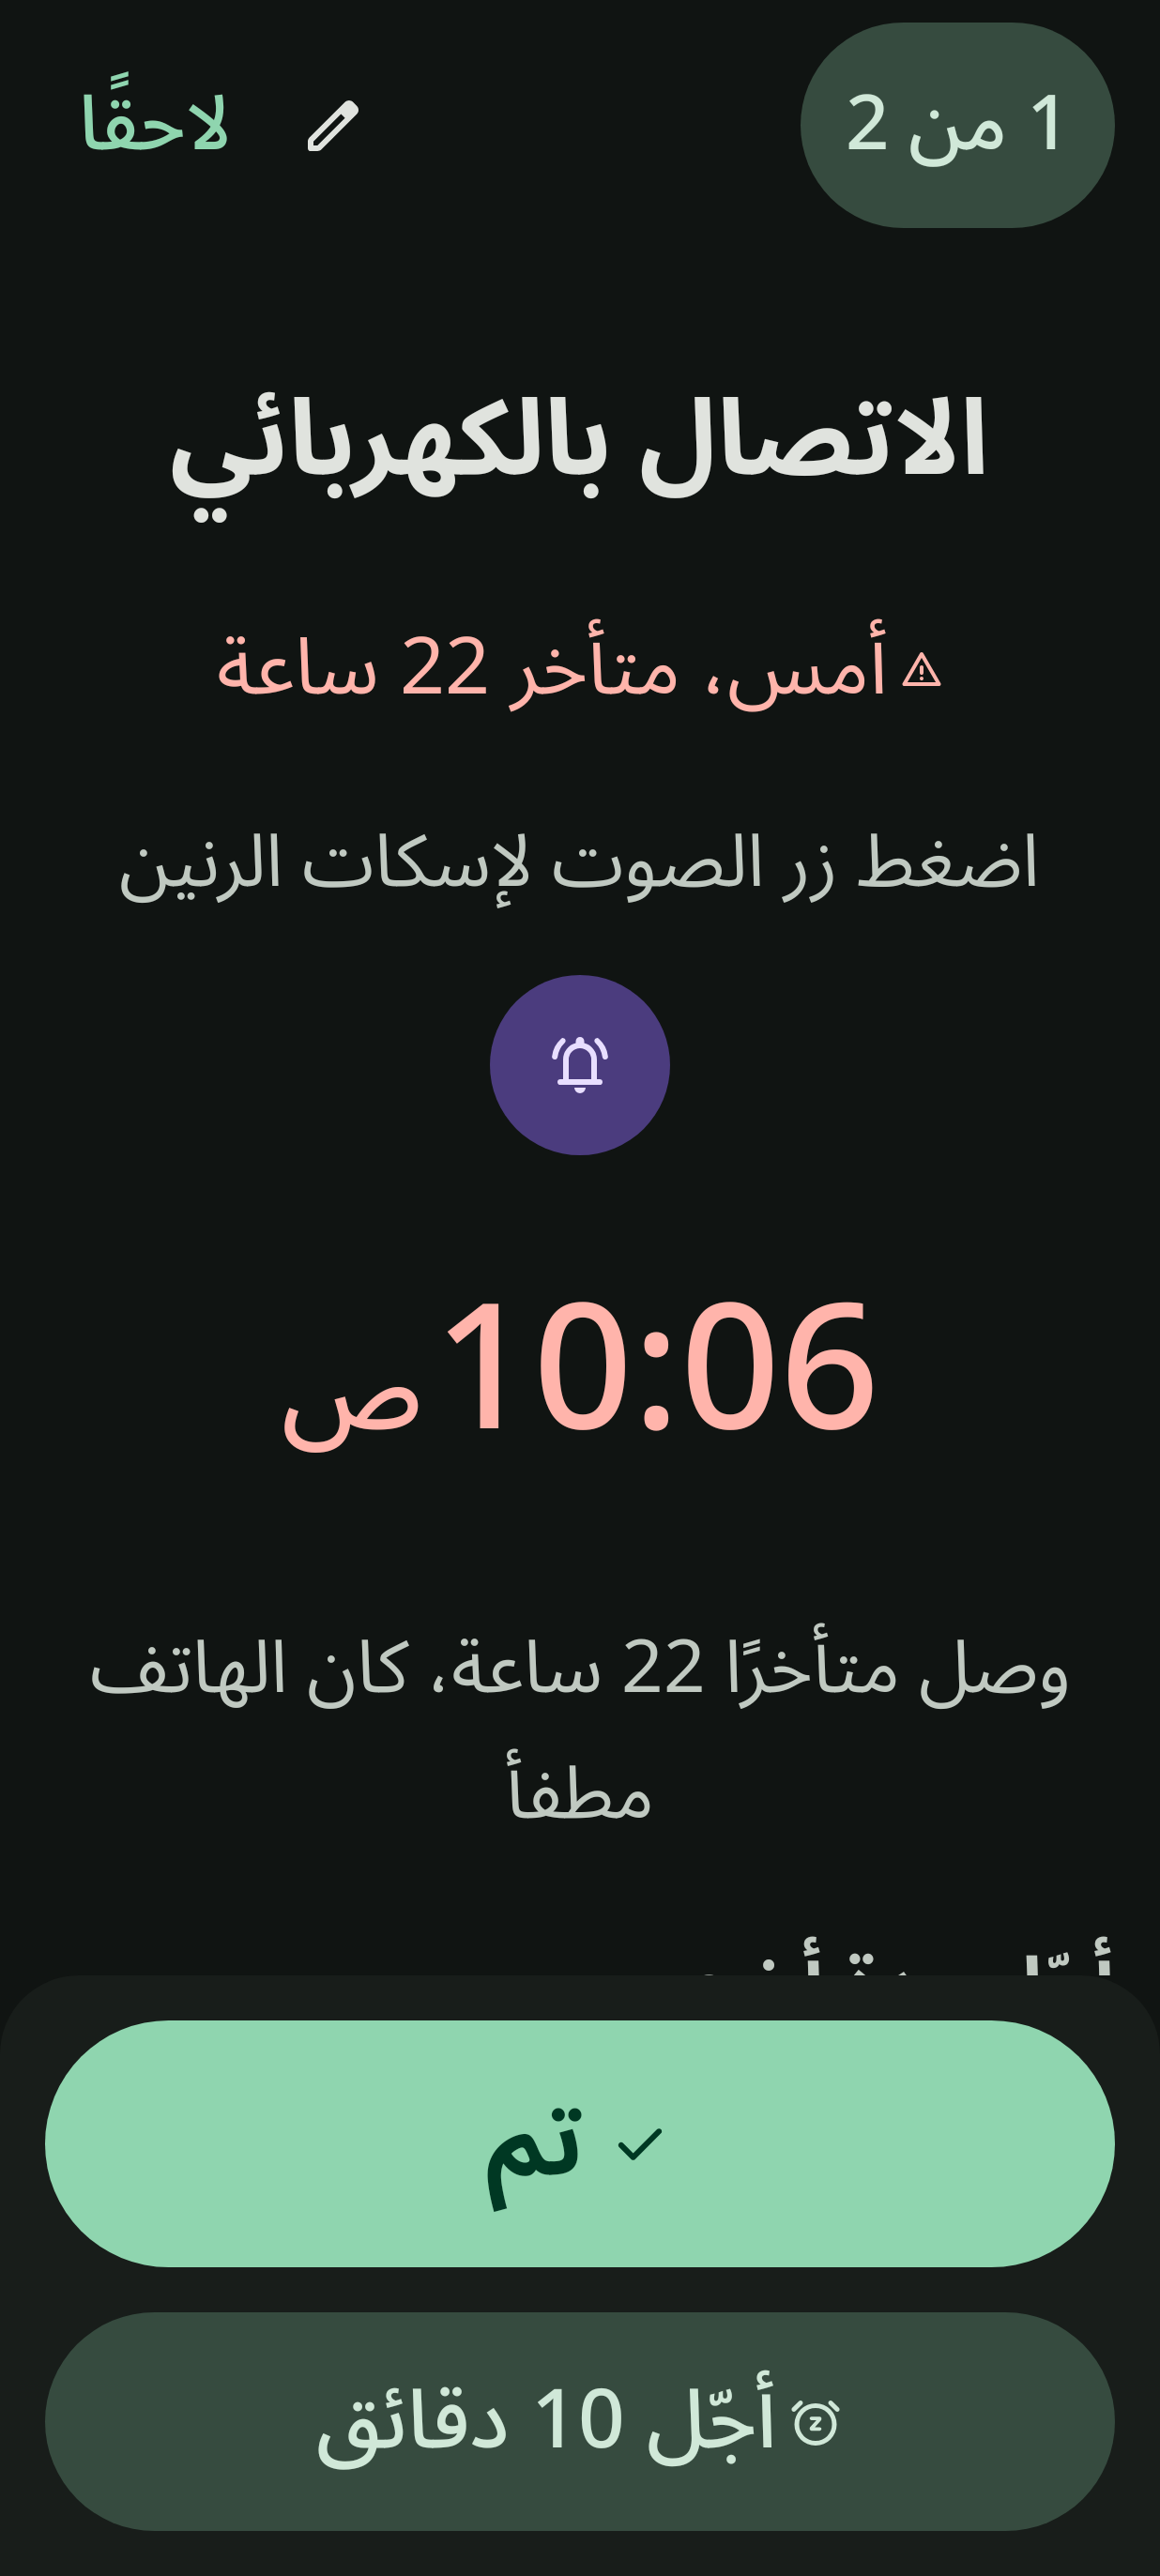 1 من 2
لاحقًا
الاتصال بالكهربائي
أمس، متأخر 22 ساعة
اضغط زر الصوت لإسكات الرنين
10:06 ص
وصل متأخرًا 22 ساعة، كان الهاتف
مطفأ
تم
أجّل 10 دقائق